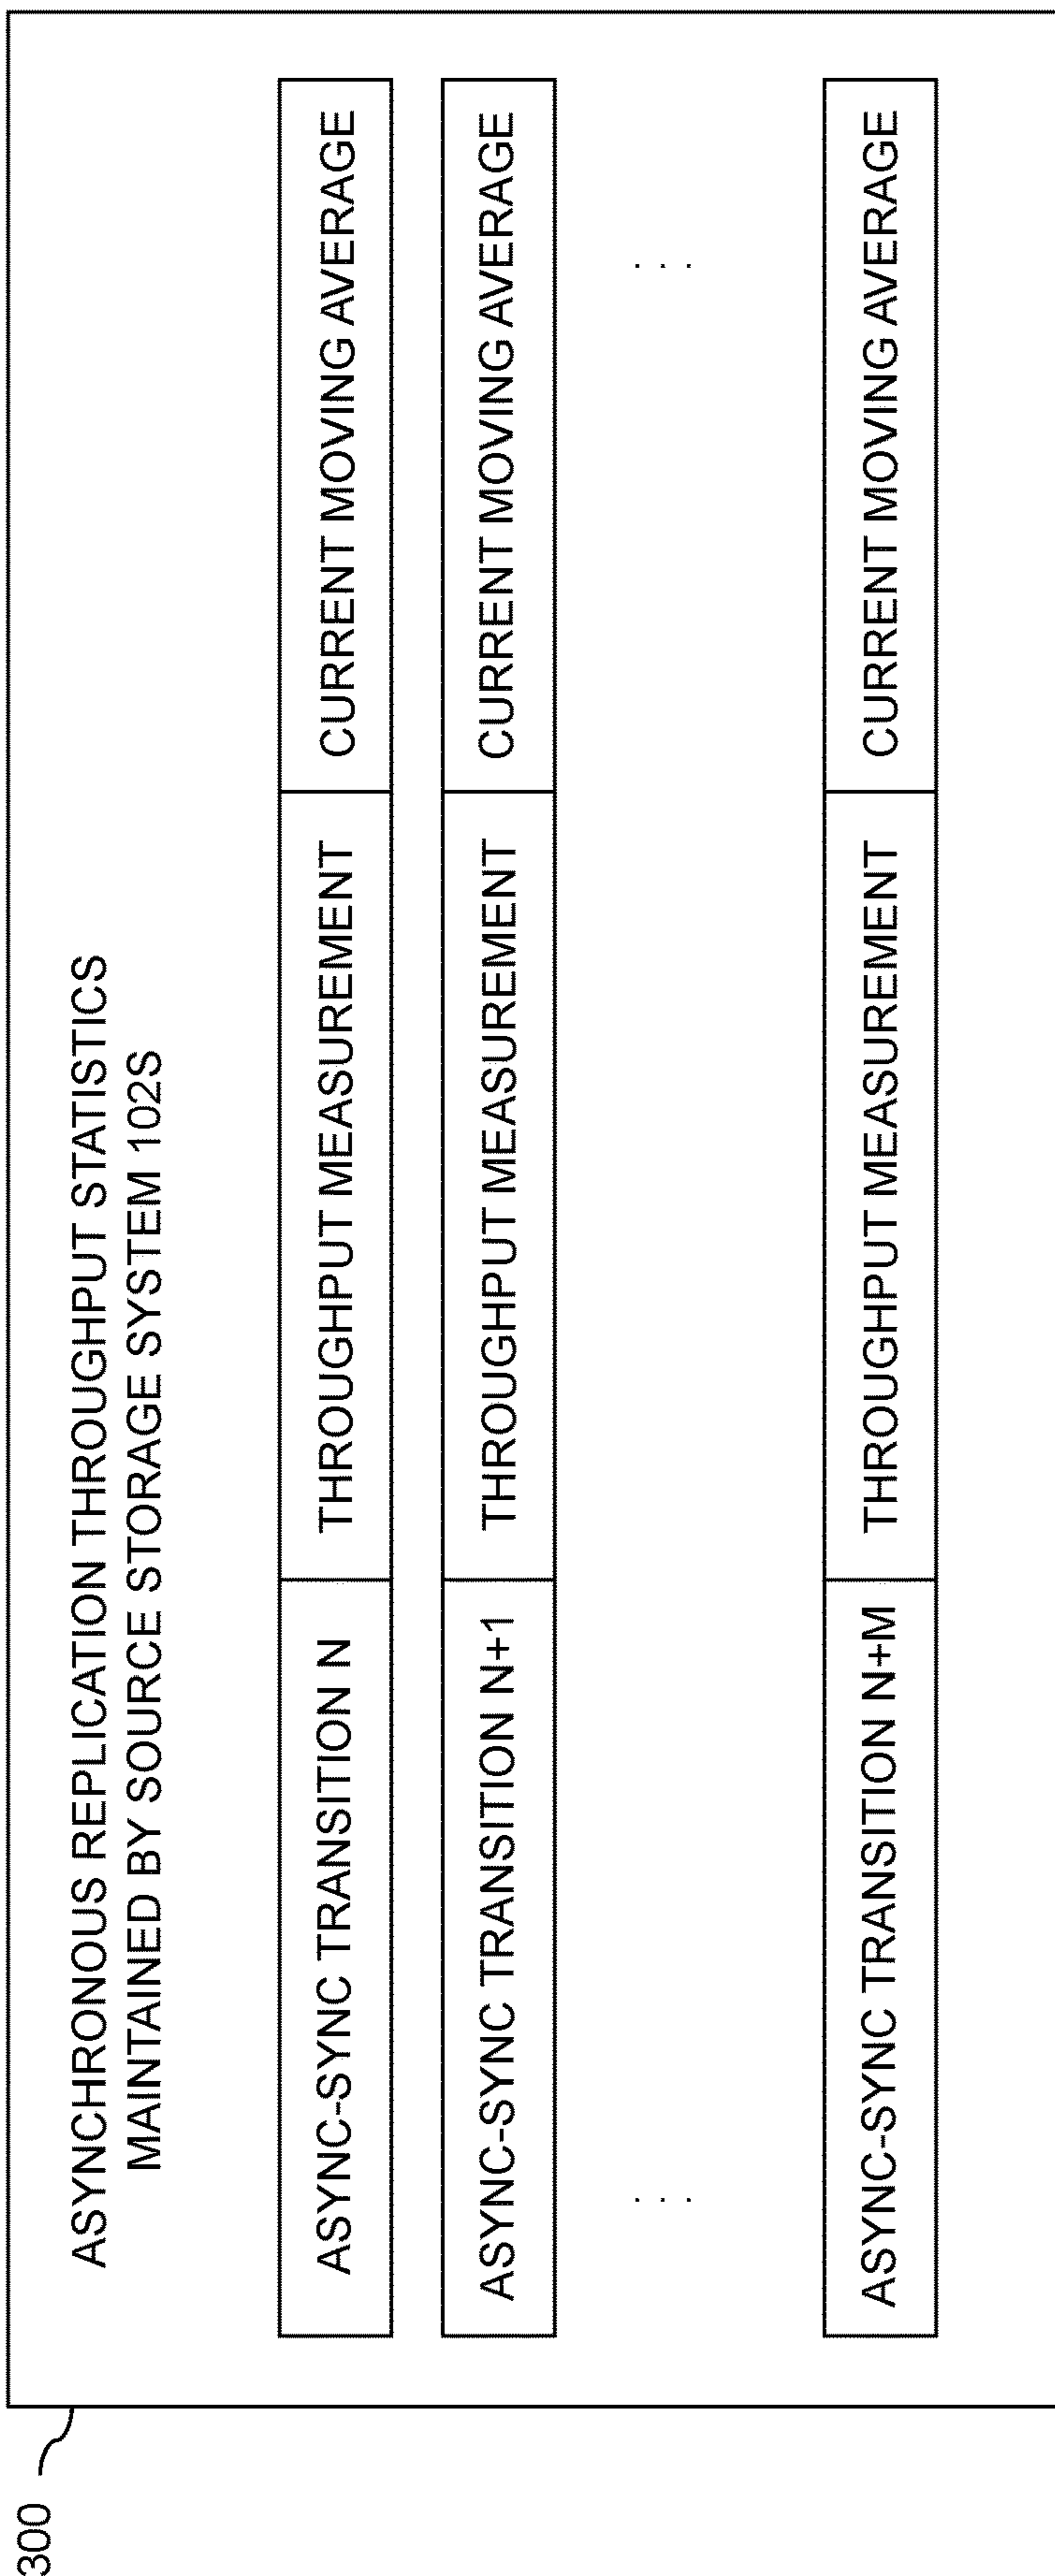 300
ASYNCHRONOUS REPLICATION THROUGHPUT STATISTICS
MAINTAINED BY SOURCE STORAGE SYSTEM 102S
ASYNC-SYNC TRANSITION N THROUGHPUT MEASUREMENT CURRENT MOVING AVERAGE
ASYNC-SYNC TRANSITION N+1 THROUGHPUT MEASUREMENT CURRENT MOVING AVERAGE
. . . . . .
ASYNC-SYNC TRANSITION N+M THROUGHPUT MEASUREMENT CURRENT MOVING AVERAGE